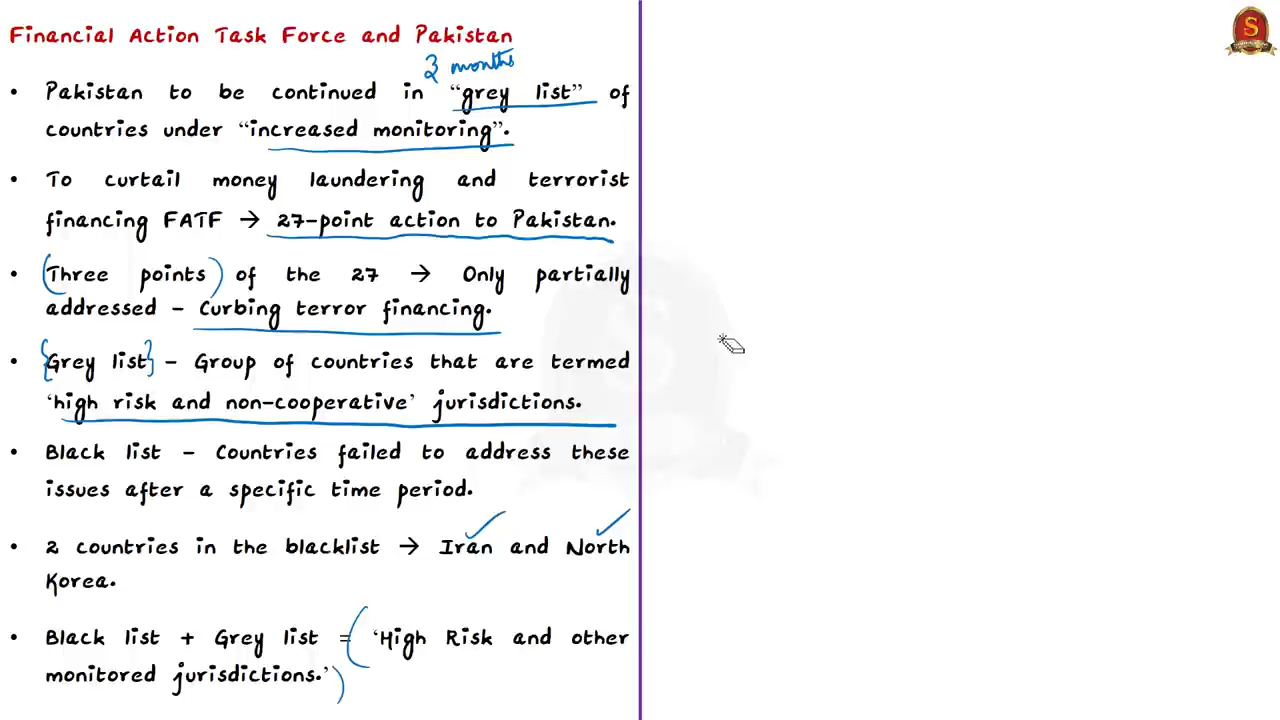 Financial Action Task Force and Pakistan
3 months
• Pakistan to be continued in “grey list” of
countries under “increased monitoring”.
• To curtail money laundering and terrorist
financing FATF → 27-point action to Pakistan.
• Three points of the 27 → Only partially
addressed – Curbing terror financing.
• Grey list – Group of countries that are termed
‘high risk and non-cooperative’ jurisdictions.
• Black list – Countries failed to address these
issues after a specific time period.
• 2 countries in the blacklist → Iran and North
Korea.
• Black list + Grey list = ‘High Risk and other
monitored jurisdictions.’
S